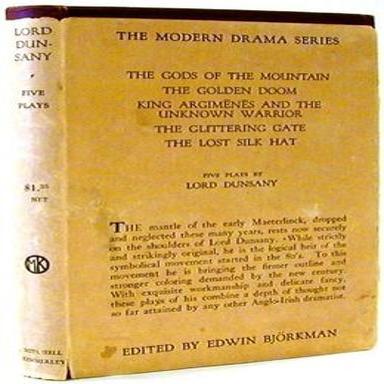 LORD
DUN-
SANY
FIVE
PLAYS
$1.25
NET
MK
MITCHELL
KENNERLEY
THE MODERN DRAMA SERIES
THE GODS OF THE MOUNTAIN
THE GOLDEN DOOM
KING ARGIMĒNĒS AND THE
UNKNOWN WARRIOR
THE GLITTERING GATE
THE LOST SILK HAT
FIVE PLAYS BY
LORD DUNSANY
THE mantle of the early Maeterlinck, dropped
and neglected these many years, rests now securely
on the shoulders of Lord Dunsany. While strictly
and strikingly original, he is the logical heir of the
symbolical movement started in the 80's. To this
movement he is bringing the firmer outline and
stronger coloring demanded by the new century.
With exquisite workmanship and delicate fancy,
these plays of his combine a depth of thought not
so far attained by any other Anglo-Irish dramatist.
EDITED BY EDWIN BJÖRKMAN